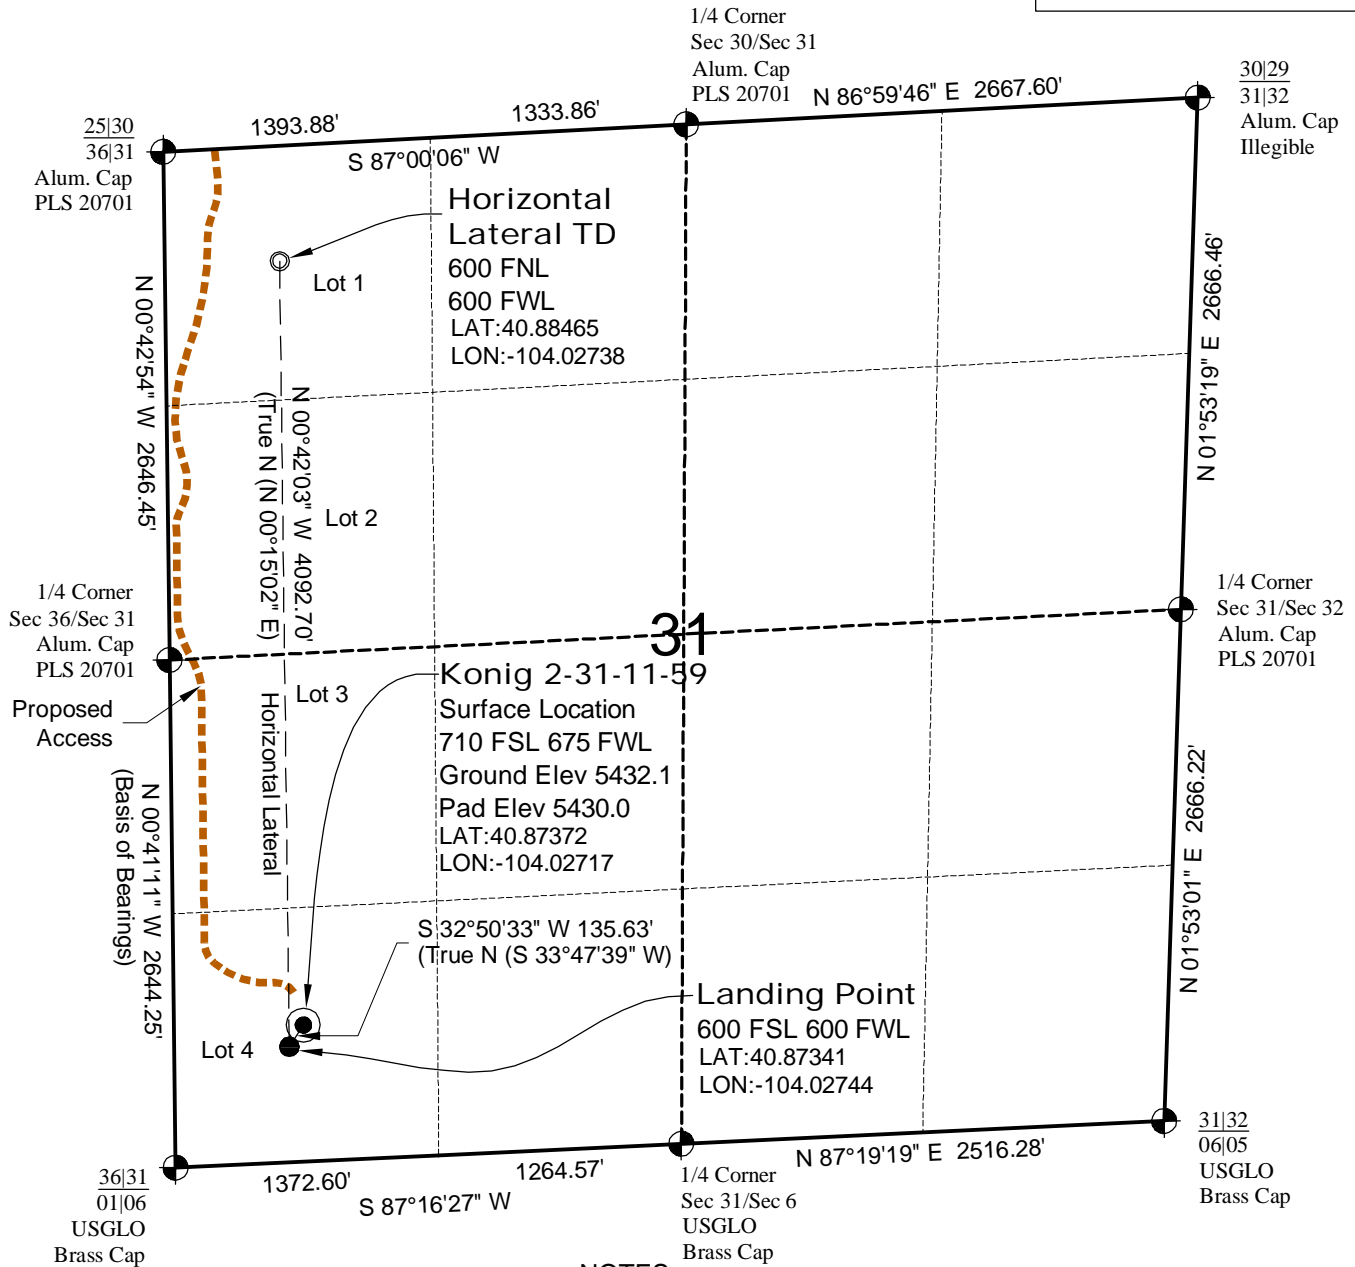 1/4 Corner
Sec 30/Sec 31
Alum. Cap
PLS 20701
N 86°59'46" E 2667.60'
30|29
31|32
Alum. Cap
Illegible
25|30
36|31
Alum. Cap
PLS 20701
1393.88'
1333.86'
S 87°00'06" W
Horizontal
Lateral TD
600 FNL
600 FWL
LAT:40.88465
LON:-104.02738
Lot 1
N 00°42'54" W 2646.45'
N 00°42'03" W 4092.70'
(True N (N 00°15'02" E)
N 01°53'19" E 2666.46'
Lot 2
1/4 Corner
Sec 36/Sec 31
Alum. Cap
PLS 20701
31
1/4 Corner
Sec 31/Sec 32
Alum. Cap
PLS 20701
Proposed
Access
Lot 3
Horizontal Lateral
Konig 2-31-11-59
Surface Location
710 FSL 675 FWL
Ground Elev 5432.1
Pad Elev 5430.0
LAT:40.87372
LON:-104.02717
N 00°41'11" W 2644.25'
(Basis of Bearings)
N 01°53'01" E 2666.22'
S 32°50'33" W 135.63'
(True N (S 33°47'39" W)
Landing Point
600 FSL 600 FWL
LAT:40.87341
LON:-104.02744
Lot 4
36|31
01|06
USGLO
Brass Cap
1372.60'
1264.57'
S 87°16'27" W
1/4 Corner
Sec 31/Sec 6
USGLO
Brass Cap
N 87°19'19" E 2516.28'
31|32
06|05
USGLO
Brass Cap
NOTES